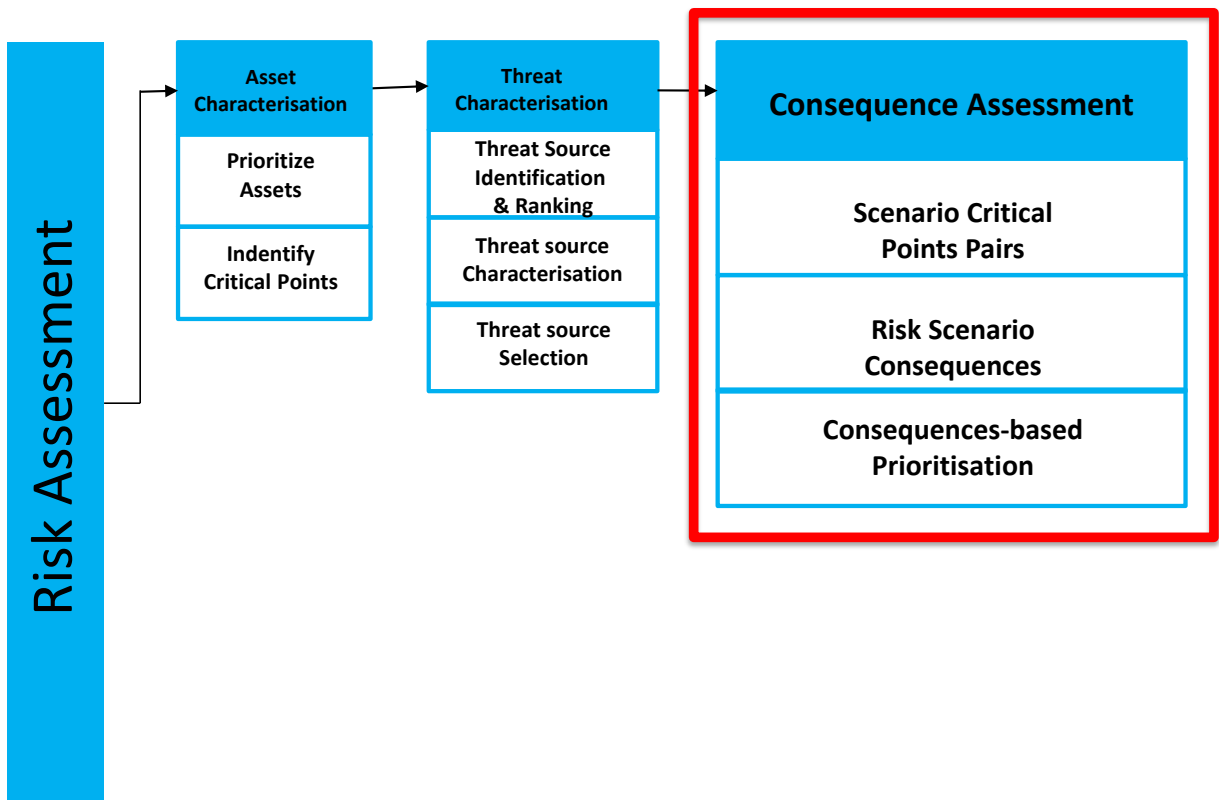 Risk Assessment
Asset
Characterisation
Prioritize
Assets
Indentify
Critical Points
Threat
Characterisation
Threat Source
Identification
& Ranking
Threat source
Characterisation
Threat source
Selection
Consequence Assessment
Scenario Critical
Points Pairs
Risk Scenario
Consequences
Consequences-based
Prioritisation